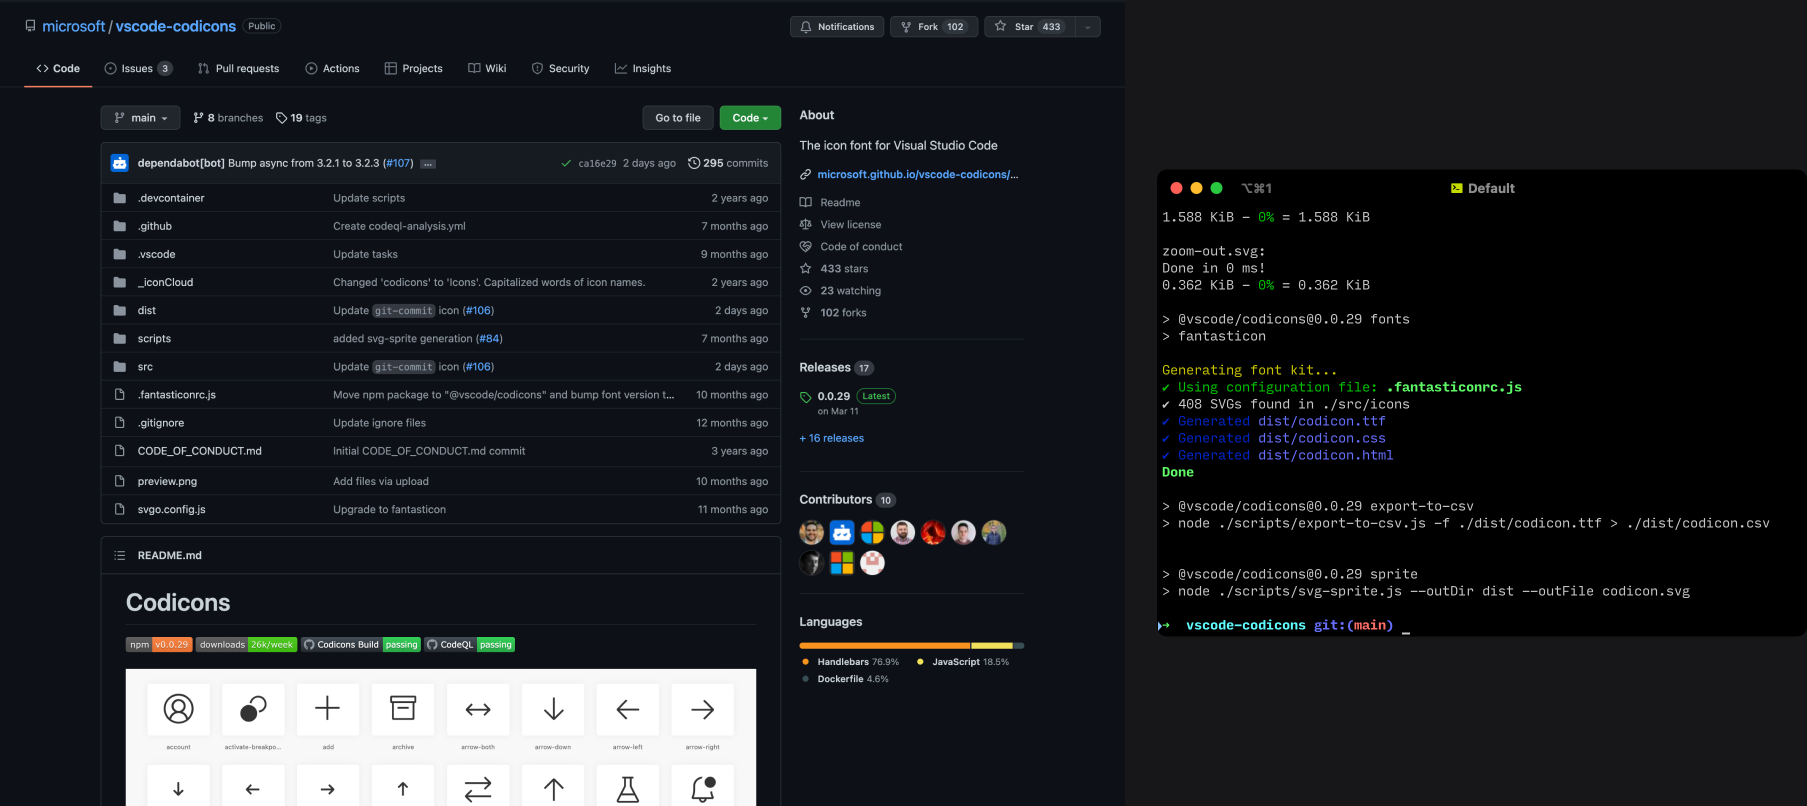 microsoft / vscode-codicons Public
Notifications Fork 102 Star 433
Code Issues 3 Pull requests Actions Projects Wiki Security Insights
main 8 branches 19 tags Go to file Code
dependabot[bot] Bump async from 3.2.1 to 3.2.3 (#107) ... ca16e29 2 days ago 295 commits
.devcontainer Update scripts 2 years ago
.github Create codeql-analysis.yml 7 months ago
.vscode Update tasks 9 months ago
_iconCloud Changed 'codicons' to 'Icons'. Capitalized words of icon names. 2 years ago
dist Update git-commit icon (#106) 2 days ago
scripts added svg-sprite generation (#84) 7 months ago
src Update git-commit icon (#106) 2 days ago
.fantasticonrc.js Move npm package to "@vscode/codicons" and bump font version t... 10 months ago
.gitignore Update ignore files 12 months ago
CODE_OF_CONDUCT.md Initial CODE_OF_CONDUCT.md commit 3 years ago
preview.png Add files via upload 10 months ago
svgo.config.js Upgrade to fantasticon 11 months ago
README.md
Codicons
npm v0.0.29 downloads 26k/week Codicons Build passing CodeQL passing
account activate-breakpo... add archive arrow-both arrow-down arrow-left arrow-right
About
The icon font for Visual Studio Code
microsoft.github.io/vscode-codicons/...
Readme
View license
Code of conduct
433 stars
23 watching
102 forks
Releases 17
0.0.29 Latest
on Mar 11
+ 16 releases
Contributors 10
Languages
Handlebars 76.9% JavaScript 18.5%
Dockerfile 4.6%
⌥⌘1 Default
1.588 KiB - 0% = 1.588 KiB
zoom-out.svg:
Done in 0 ms!
0.362 KiB - 0% = 0.362 KiB
> @vscode/codicons@0.0.29 fonts
> fantasticon
Generating font kit...
✔ Using configuration file: .fantasticonrc.js
✔ 408 SVGs found in ./src/icons
✔ Generated dist/codicon.ttf
✔ Generated dist/codicon.css
✔ Generated dist/codicon.html
Done
> @vscode/codicons@0.0.29 export-to-csv
> node ./scripts/export-to-csv.js -f ./dist/codicon.ttf > ./dist/codicon.csv
> @vscode/codicons@0.0.29 sprite
> node ./scripts/svg-sprite.js --outDir dist --outFile codicon.svg
➜ vscode-codicons git:(main) _